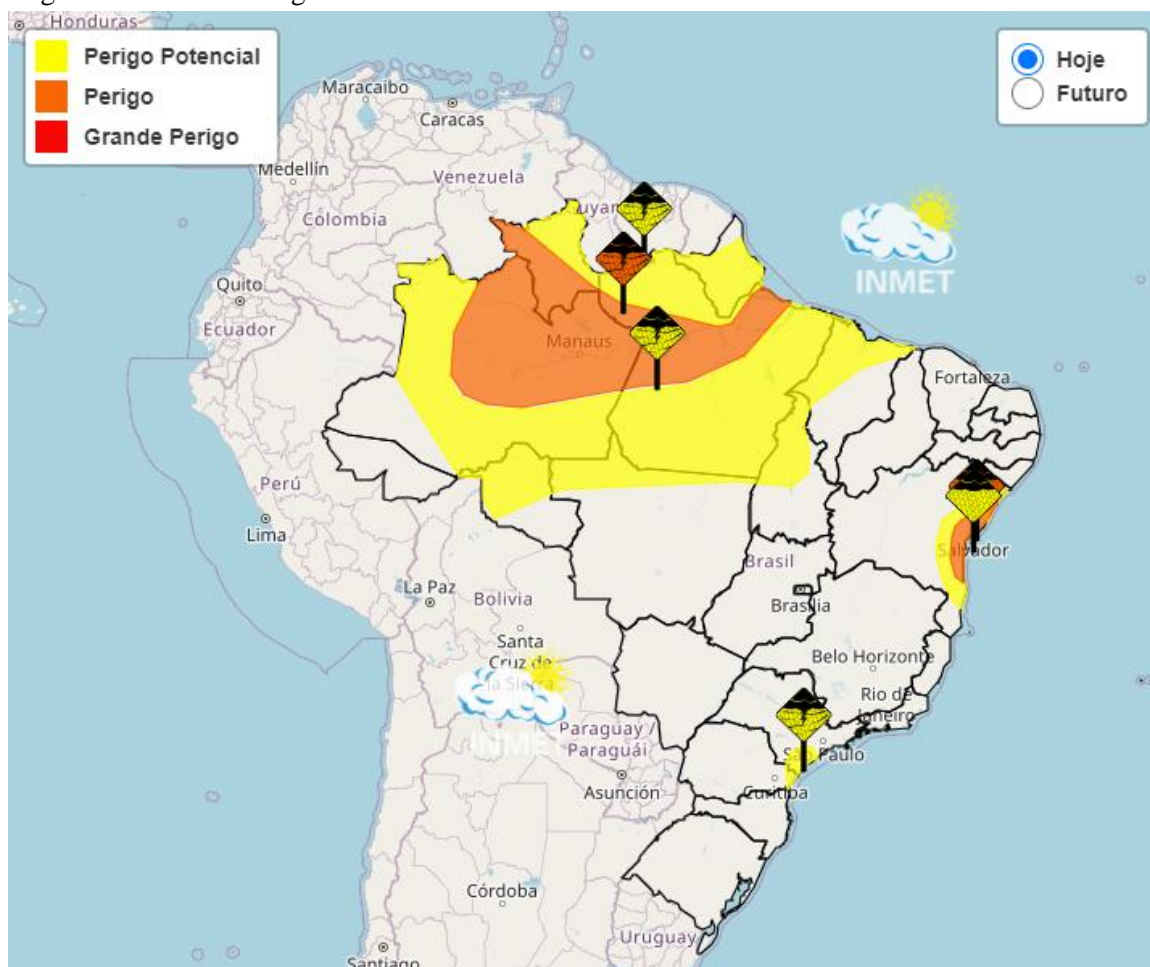 Honduras
Perigo Potencial
Perigo
Grande Perigo
Hoje
Futuro
Maracaibo
Caracas
Medellín
Venezuela
Colombia
INMET
Quito
Ecuador
Manaus
Fortaleza
Perú
Lima
Salvador
Brasil
La Paz
Bolivia
Brasília
Santa
Cruz de
la Sierra
Belo Horizonte
Rio de
Janeiro
INMET
Paraguay /
Paraguái
São Paulo
Asunción
Curitiba
Córdoba
Uruguay
Santiago